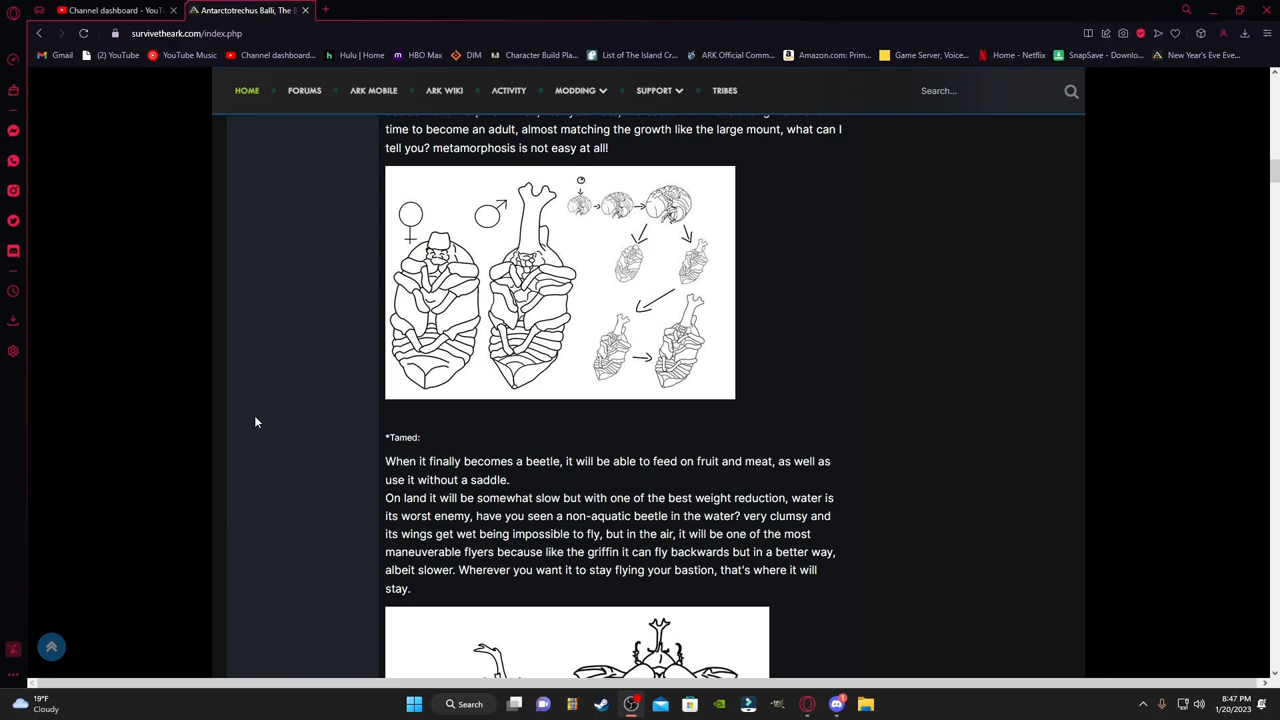 Channel dashboard - YouTu
Antarctotrechus Balli, The B
survivetheark.com/index.php
Gmail
(2) YouTube
YouTube Music
Channel dashboard...
Hulu | Home
HBO Max
DIM
Character Build Pla...
List of The Island Cr...
ARK Official Comm...
Amazon.com: Prim...
Game Server, Voice...
Home - Netflix
SnapSave - Downlo...
New Year's Eve Eve...
HOME
FORUMS
ARK MOBILE
ARK WIKI
ACTIVITY
MODDING
SUPPORT
TRIBES
Search...
time to become an adult, almost matching the growth like the large mount, what can I
tell you? metamorphosis is not easy at all!
*Tamed:
When it finally becomes a beetle, it will be able to feed on fruit and meat, as well as
use it without a saddle.
On land it will be somewhat slow but with one of the best weight reduction, water is
its worst enemy, have you seen a non-aquatic beetle in the water? very clumsy and
its wings get wet being impossible to fly, but in the air, it will be one of the most
maneuverable flyers because like the griffin it can fly backwards but in a better way,
albeit slower. Wherever you want it to stay flying your bastion, that's where it will
stay.
19°F
Cloudy
Search
1
8:47 PM
1/20/2023